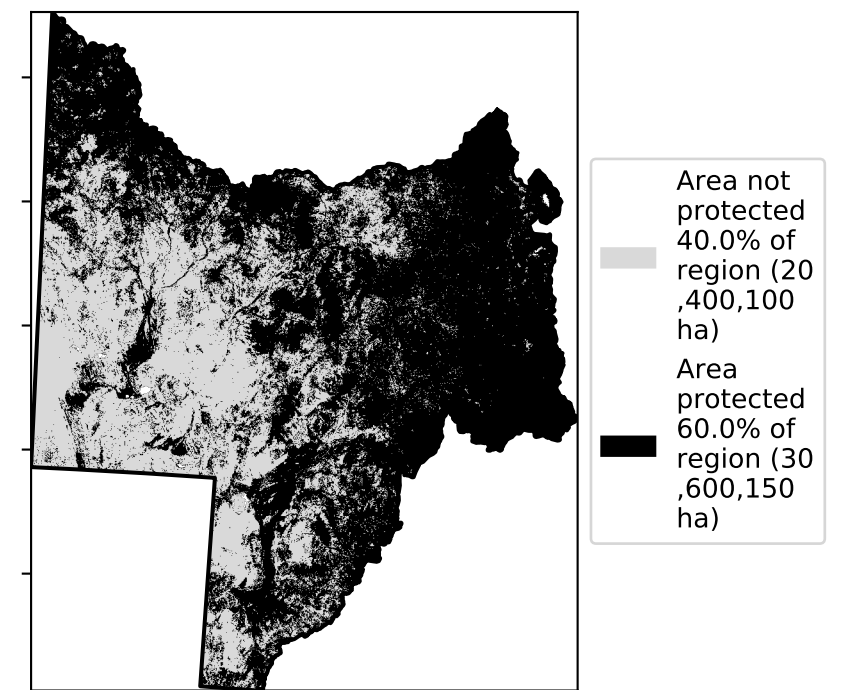 Area not
protected
40.0% of
region (20
,400,100
ha)
Area
protected
60.0% of
region (30
,600,150
ha)